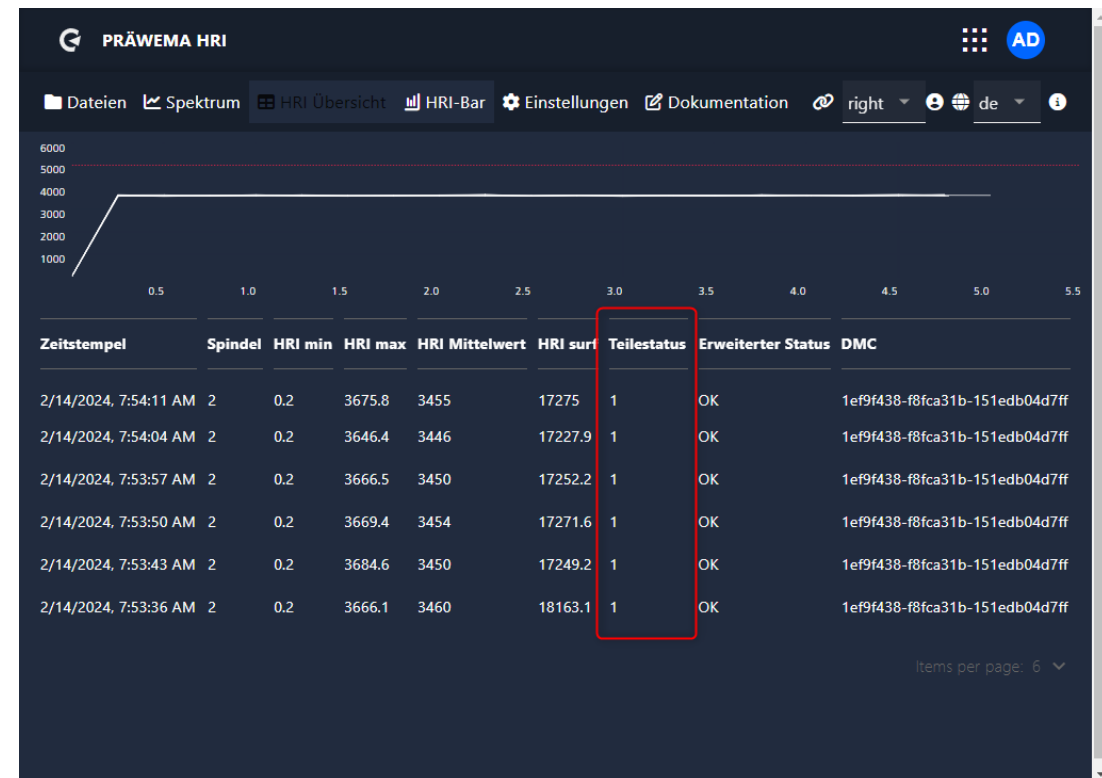 PRÄWEMA HRI AD
Dateien Spektrum HRI Übersicht HRI-Bar Einstellungen Dokumentation right de
6000
5000
4000
3000
2000
1000
0.5 1.0 1.5 2.0 2.5 3.0 3.5 4.0 4.5 5.0 5.5
Zeitstempel Spindel HRI min HRI max HRI Mittelwert HRI surf Teilestatus Erweiterter Status DMC
2/14/2024, 7:54:11 AM 2 0.2 3675.8 3455 17275 1 OK 1ef9f438-f8fca31b-151edb04d7ff
2/14/2024, 7:54:04 AM 2 0.2 3646.4 3446 17227.9 1 OK 1ef9f438-f8fca31b-151edb04d7ff
2/14/2024, 7:53:57 AM 2 0.2 3666.5 3450 17252.2 1 OK 1ef9f438-f8fca31b-151edb04d7ff
2/14/2024, 7:53:50 AM 2 0.2 3669.4 3454 17271.6 1 OK 1ef9f438-f8fca31b-151edb04d7ff
2/14/2024, 7:53:43 AM 2 0.2 3684.6 3450 17249.2 1 OK 1ef9f438-f8fca31b-151edb04d7ff
2/14/2024, 7:53:36 AM 2 0.2 3666.1 3460 18163.1 1 OK 1ef9f438-f8fca31b-151edb04d7ff
Items per page: 6